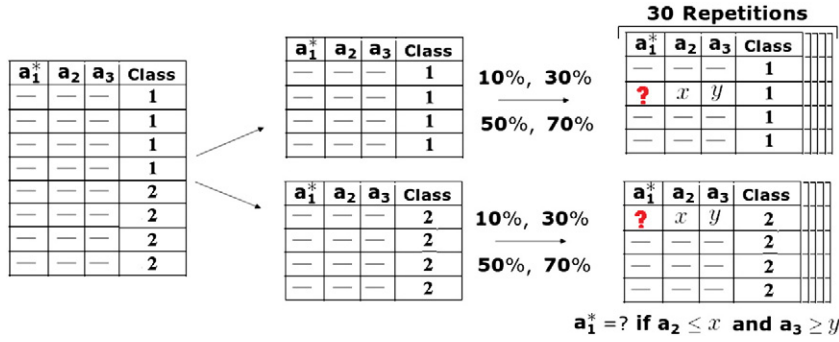 30 Repetitions
a₁* a₂ a₃ Class
— — — 1
— — — 1
— — — 1
— — — 1
— — — 2
— — — 2
— — — 2
— — — 2
a₁* a₂ a₃ Class
— — — 1
— — — 1
— — — 1
— — — 1
10%, 30%
50%, 70%
a₁* a₂ a₃ Class
— — — 1
? x y 1
— — — 1
— — — 1
a₁* a₂ a₃ Class
— — — 2
— — — 2
— — — 2
— — — 2
10%, 30%
50%, 70%
a₁* a₂ a₃ Class
? x y 2
— — — 2
— — — 2
— — — 2
a₁* =? if a₂ ≤ x and a₃ ≥ y